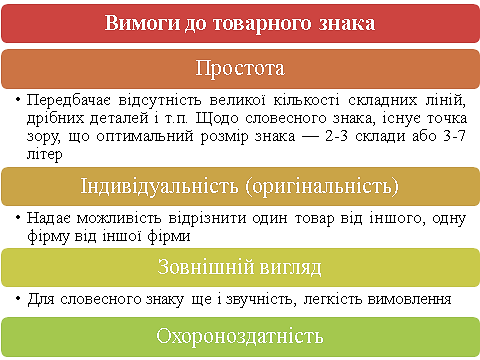 Вимоги до товарного знака
Простота
• Передбачає відсутність великої кількості складних ліній,
дрібних деталей і т.п. Щодо словесного знака, існує точка
зору, що оптимальний розмір знака — 2-3 склади або 3-7
літер
Індивідуальність (оригінальність)
• Надає можливість відрізнити один товар від іншого, одну
фірму від іншої фірми
Зовнішній вигляд
• Для словесного знаку ще і звучність, легкість вимовлення
Охороноздатність